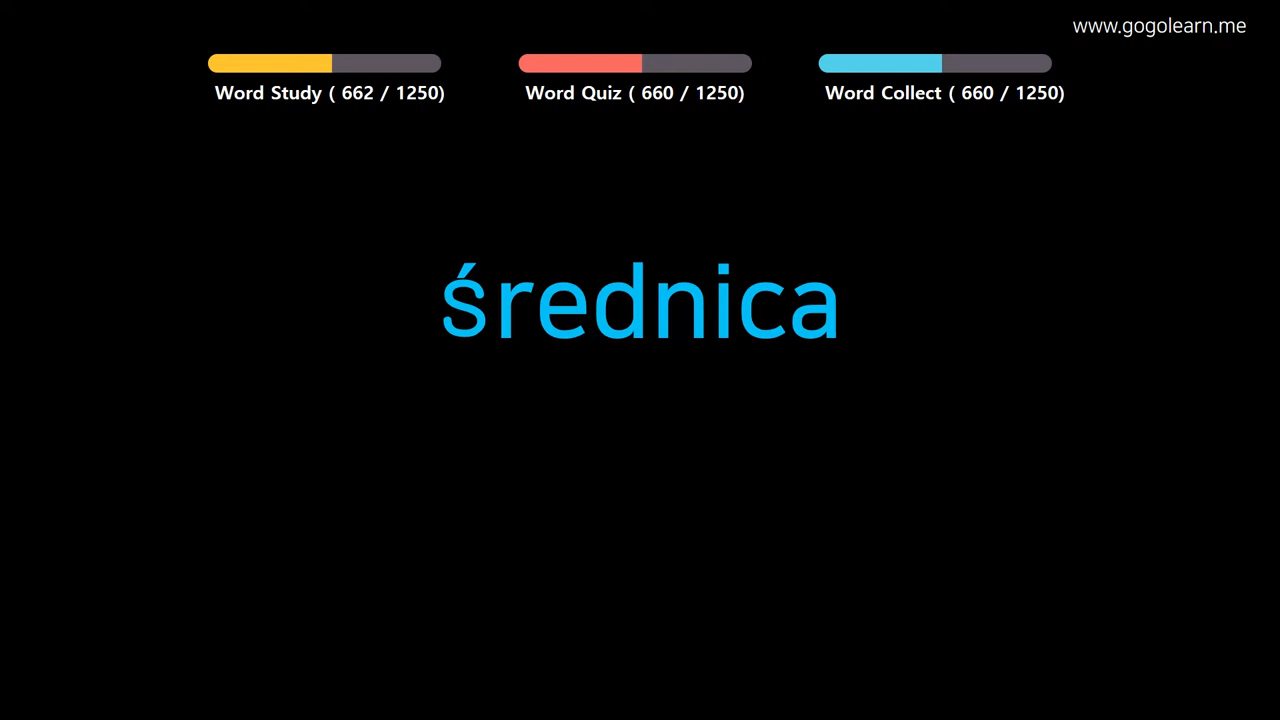 www.gogolearn.me
Word Study ( 662 / 1250)
Word Quiz ( 660 / 1250)
Word Collect ( 660 / 1250)
średnica